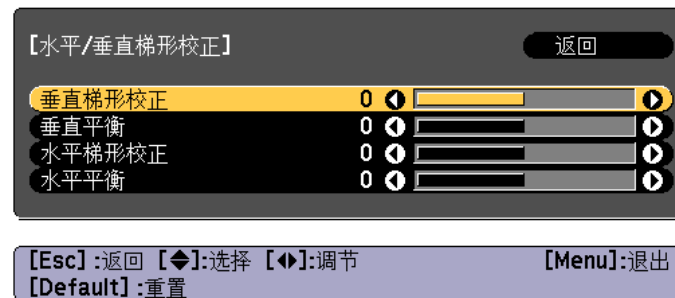 【水平/垂直梯形校正】 返回
垂直梯形校正 0
垂直平衡 0
水平梯形校正 0
水平平衡 0
[Esc] :返回 [◆]:选择 [◀▶]:调节 [Menu]:退出
[Default] :重置